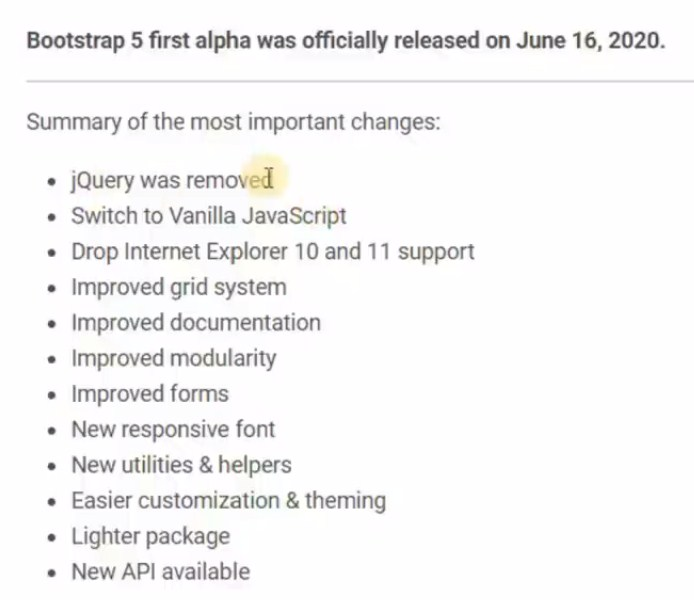 Bootstrap 5 first alpha was officially released on June 16, 2020.
Summary of the most important changes:
• jQuery was removed
• Switch to Vanilla JavaScript
• Drop Internet Explorer 10 and 11 support
• Improved grid system
• Improved documentation
• Improved modularity
• Improved forms
• New responsive font
• New utilities & helpers
• Easier customization & theming
• Lighter package
• New API available